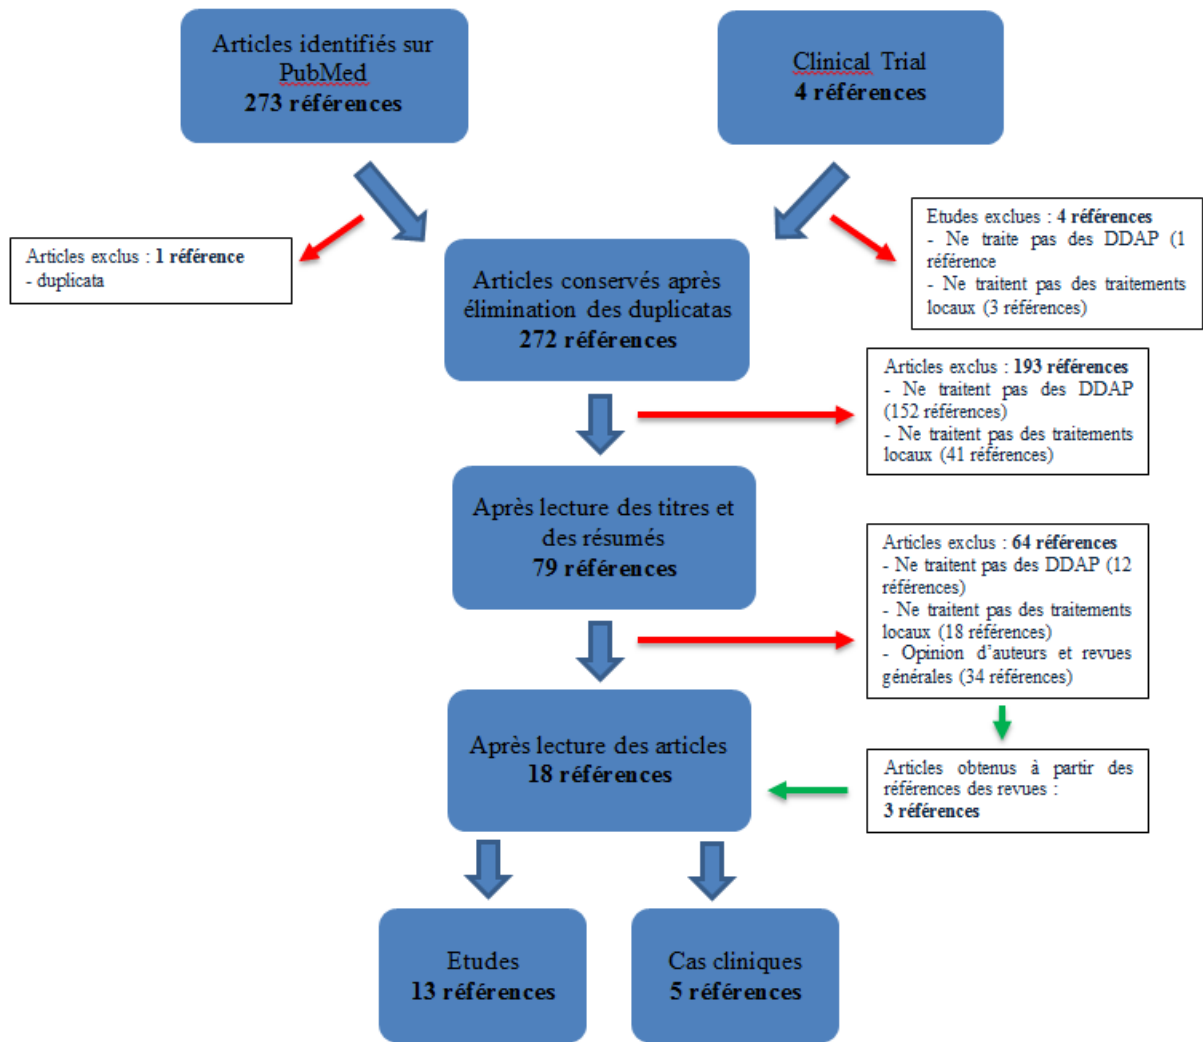 Articles identifiés sur
PubMed
273 références
Clinical Trial
4 références
Articles exclus : 1 référence
- duplicata
Etudes exclues : 4 références
- Ne traite pas des DDAP (1
référence
- Ne traitent pas des traitements
locaux (3 références)
Articles conservés après
élimination des duplicatas
272 références
Articles exclus : 193 références
- Ne traitent pas des DDAP
(152 références)
- Ne traitent pas des traitements
locaux (41 références)
Après lecture des titres et
des résumés
79 références
Articles exclus : 64 références
- Ne traitent pas des DDAP (12
références)
- Ne traitent pas des traitements
locaux (18 références)
- Opinion d’auteurs et revues
générales (34 références)
Après lecture des articles
18 références
Articles obtenus à partir des
références des revues :
3 références
Etudes
13 références
Cas cliniques
5 références